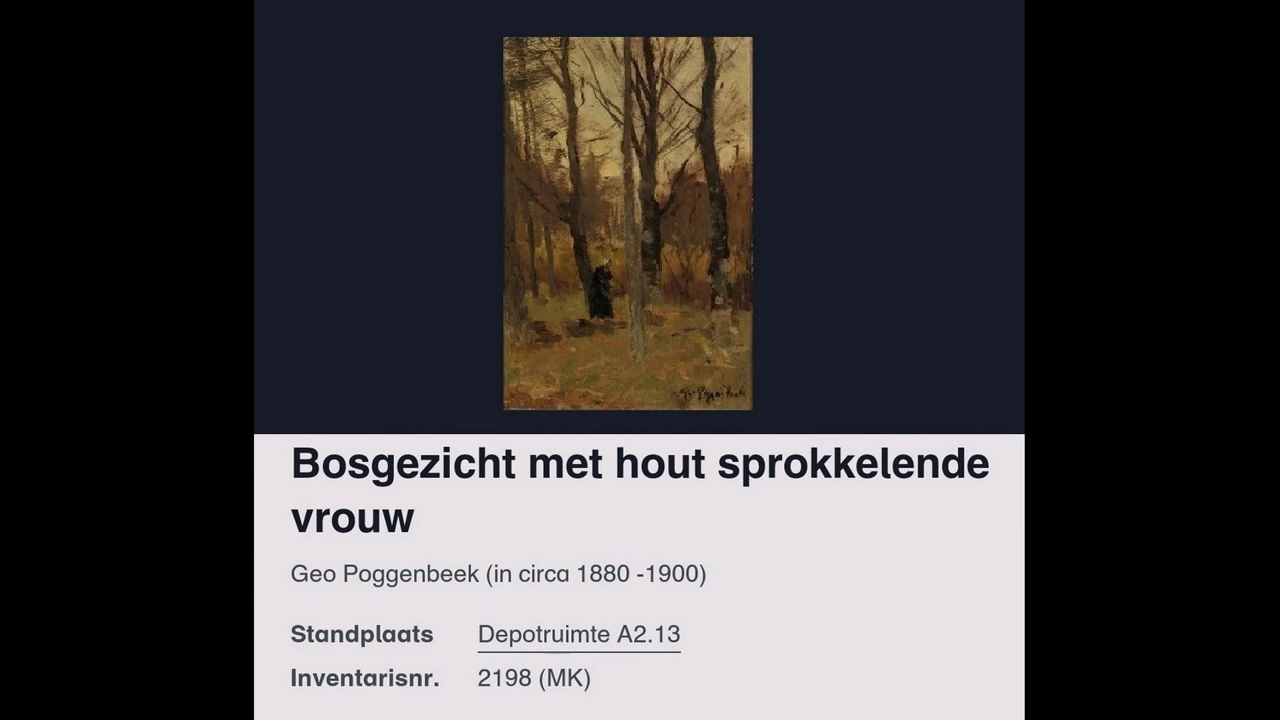 Bosgezicht met hout sprokkelende
vrouw
Geo Poggenbeek (in circa 1880 -1900)
Standplaats Depotruimte A2.13
Inventarisnr. 2198 (MK)